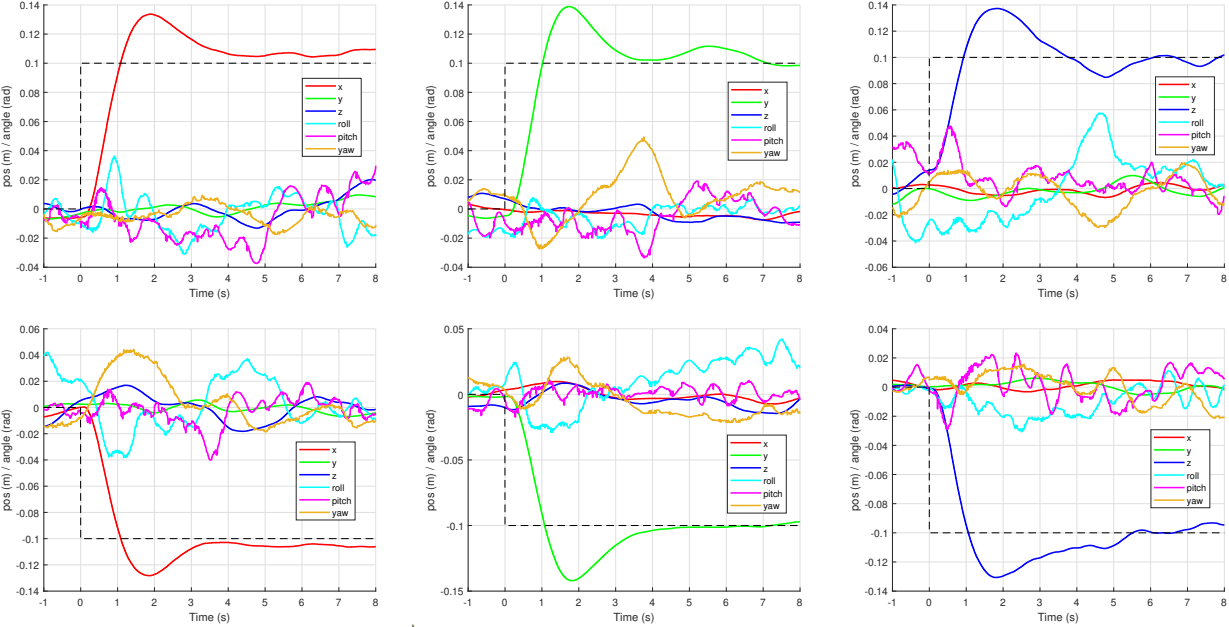 0.14
0.12
0.1
0.08
0.06
0.04
0.02
0
-0.02
-0.04
pos (m) / angle (rad)
x
y
z
roll
pitch
yaw
-1 0 1 2 3 4 5 6 7 8
Time (s)
0.14
0.12
0.1
0.08
0.06
0.04
0.02
0
-0.02
-0.04
pos (m) / angle (rad)
x
y
z
roll
pitch
yaw
-1 0 1 2 3 4 5 6 7 8
Time (s)
0.14
0.12
0.1
0.08
0.06
0.04
0.02
0
-0.02
-0.04
-0.06
pos (m) / angle (rad)
x
y
z
roll
pitch
yaw
-1 0 1 2 3 4 5 6 7 8
Time (s)
0.06
0.04
0.02
0
-0.02
-0.04
-0.06
-0.08
-0.1
-0.12
-0.14
pos (m) / angle (rad)
x
y
z
roll
pitch
yaw
-1 0 1 2 3 4 5 6 7 8
Time (s)
0.05
0
-0.05
-0.1
-0.15
pos (m) / angle (rad)
x
y
z
roll
pitch
yaw
-1 0 1 2 3 4 5 6 7 8
Time (s)
0.04
0.02
0
-0.02
-0.04
-0.06
-0.08
-0.1
-0.12
-0.14
pos (m) / angle (rad)
x
y
z
roll
pitch
yaw
-1 0 1 2 3 4 5 6 7 8
Time (s)